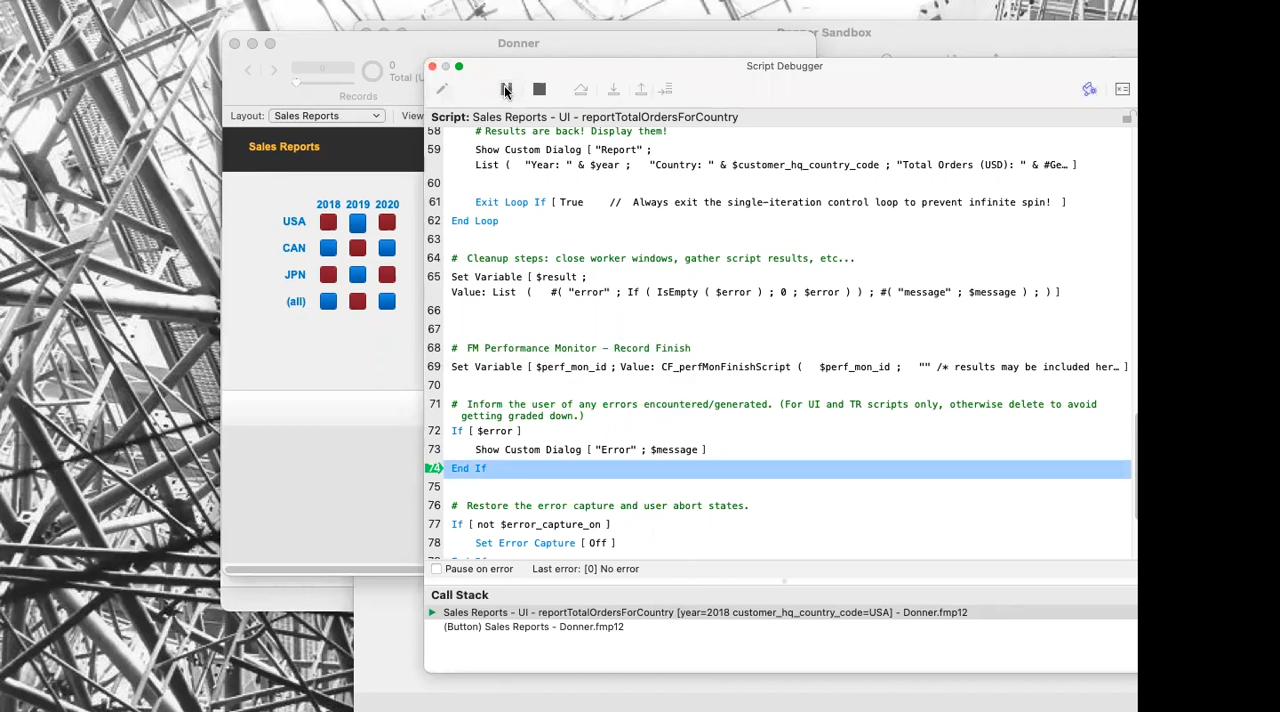 Donner Sandbox
Donner
0
0
Total (U
Records
Layout: Sales Reports
View
Sales Reports
2018 2019 2020
USA
CAN
JPN
(all)
Script Debugger
Script: Sales Reports - UI - reportTotalOrdersForCountry
58 # Results are back! Display them!
59 Show Custom Dialog [ "Report" ;
List ( "Year: " & $year ; "Country: " & $customer_hq_country_code ; "Total Orders (USD): " & #Ge… ]
60
61 Exit Loop If [ True // Always exit the single-iteration control loop to prevent infinite spin! ]
62 End Loop
63
64 # Cleanup steps: close worker windows, gather script results, etc...
65 Set Variable [ $result ;
Value: List ( #( "error" ; If ( IsEmpty ( $error ) ; 0 ; $error ) ) ; #( "message" ; $message ) ; ) ]
66
67
68 # FM Performance Monitor - Record Finish
69 Set Variable [ $perf_mon_id ; Value: CF_perfMonFinishScript ( $perf_mon_id ; "" /* results may be included her… ]
70
71 # Inform the user of any errors encountered/generated. (For UI and TR scripts only, otherwise delete to avoid
getting graded down.)
72 If [ $error ]
73 Show Custom Dialog [ "Error" ; $message ]
74 End If
75
76 # Restore the error capture and user abort states.
77 If [ not $error_capture_on ]
78 Set Error Capture [ Off ]
Pause on error Last error: [0] No error
Call Stack
Sales Reports - UI - reportTotalOrdersForCountry [year=2018 customer_hq_country_code=USA] - Donner.fmp12
(Button) Sales Reports - Donner.fmp12